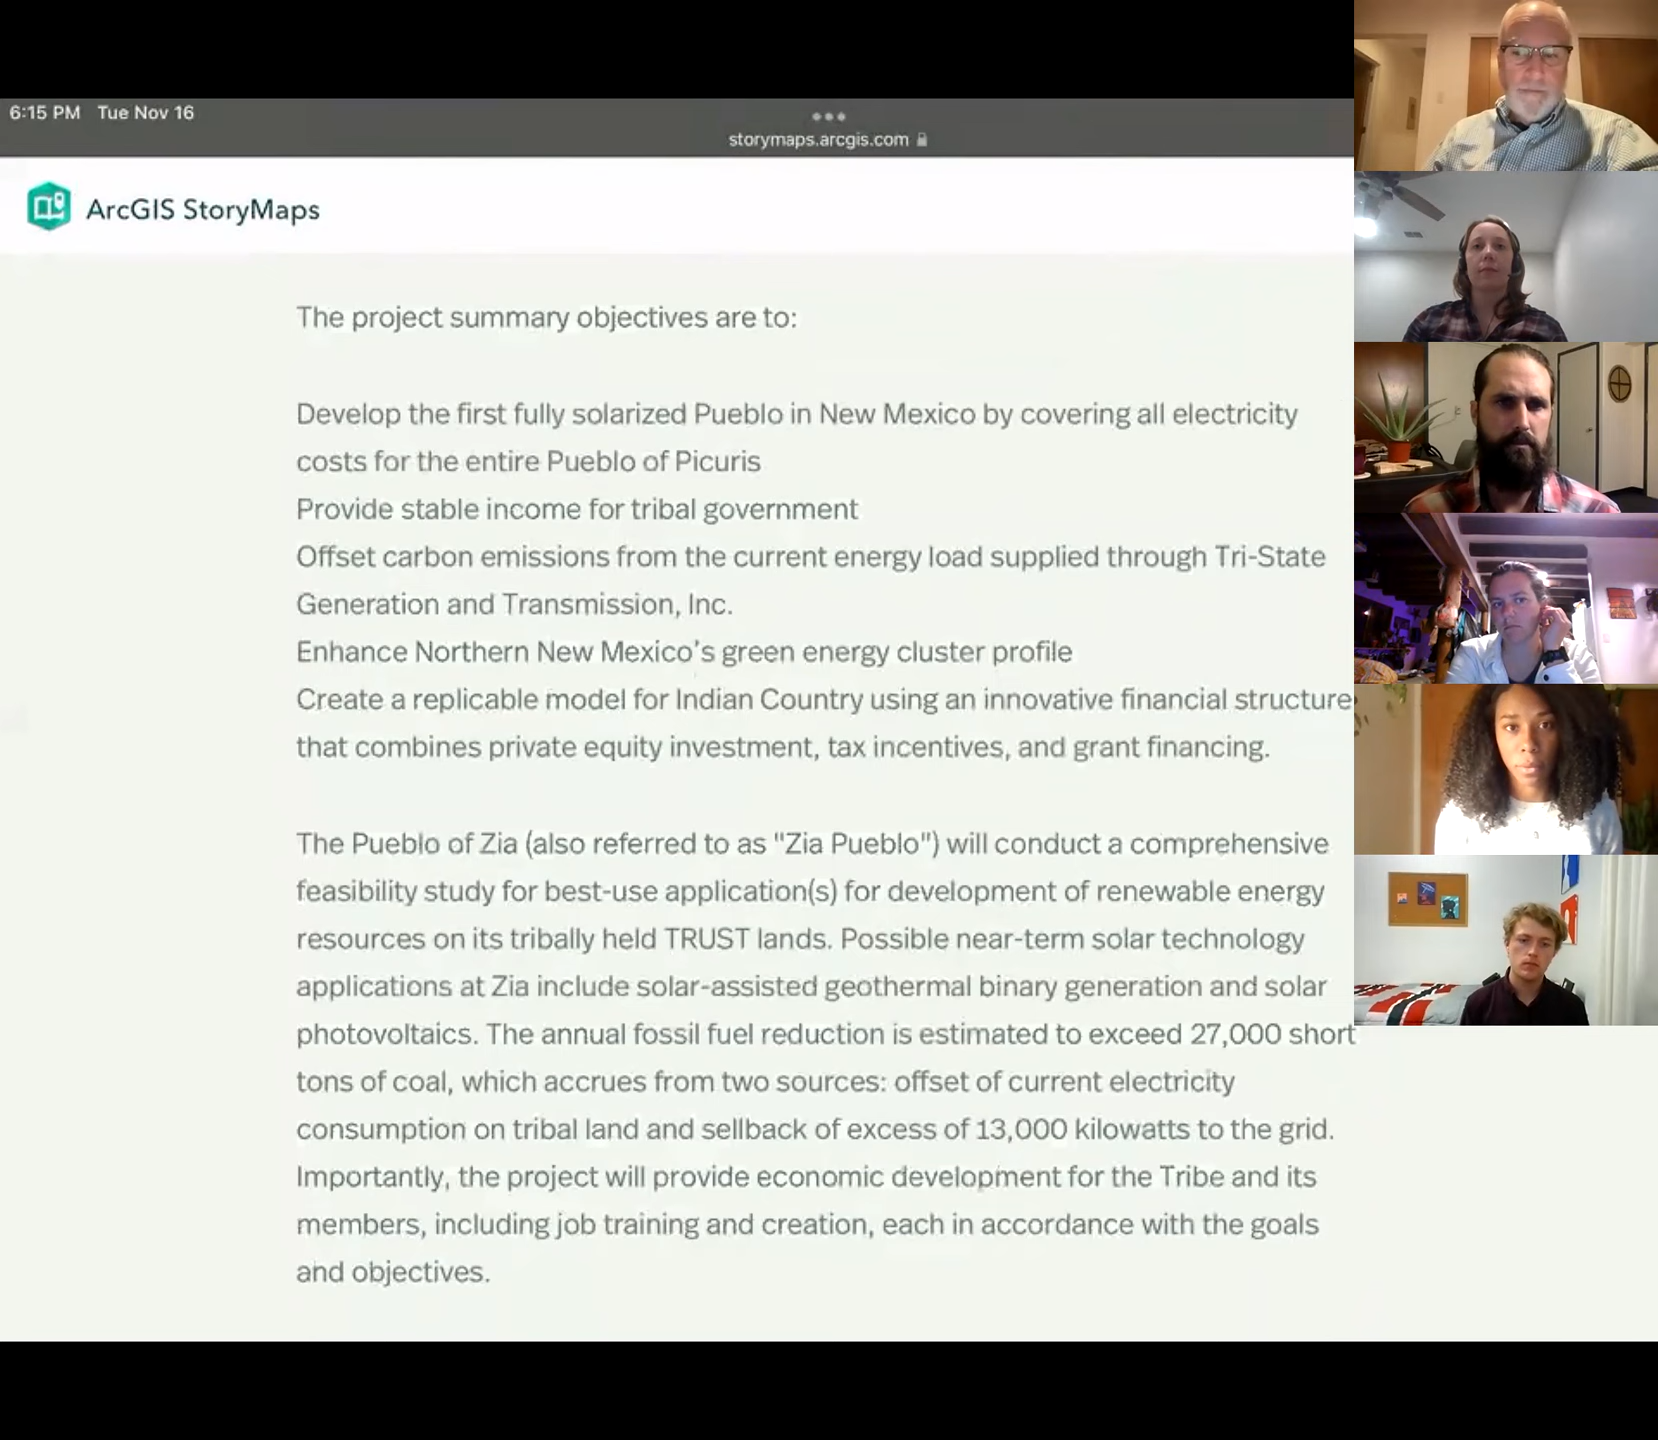 6:15 PM Tue Nov 16
storymaps.arcgis.com
ArcGIS StoryMaps
The project summary objectives are to:
Develop the first fully solarized Pueblo in New Mexico by covering all electricity
costs for the entire Pueblo of Picuris
Provide stable income for tribal government
Offset carbon emissions from the current energy load supplied through Tri-State
Generation and Transmission, Inc.
Enhance Northern New Mexico's green energy cluster profile
Create a replicable model for Indian Country using an innovative financial structure
that combines private equity investment, tax incentives, and grant financing.
The Pueblo of Zia (also referred to as "Zia Pueblo") will conduct a comprehensive
feasibility study for best-use application(s) for development of renewable energy
resources on its tribally held TRUST lands. Possible near-term solar technology
applications at Zia include solar-assisted geothermal binary generation and solar
photovoltaics. The annual fossil fuel reduction is estimated to exceed 27,000 short
tons of coal, which accrues from two sources: offset of current electricity
consumption on tribal land and sellback of excess of 13,000 kilowatts to the grid.
Importantly, the project will provide economic development for the Tribe and its
members, including job training and creation, each in accordance with the goals
and objectives.